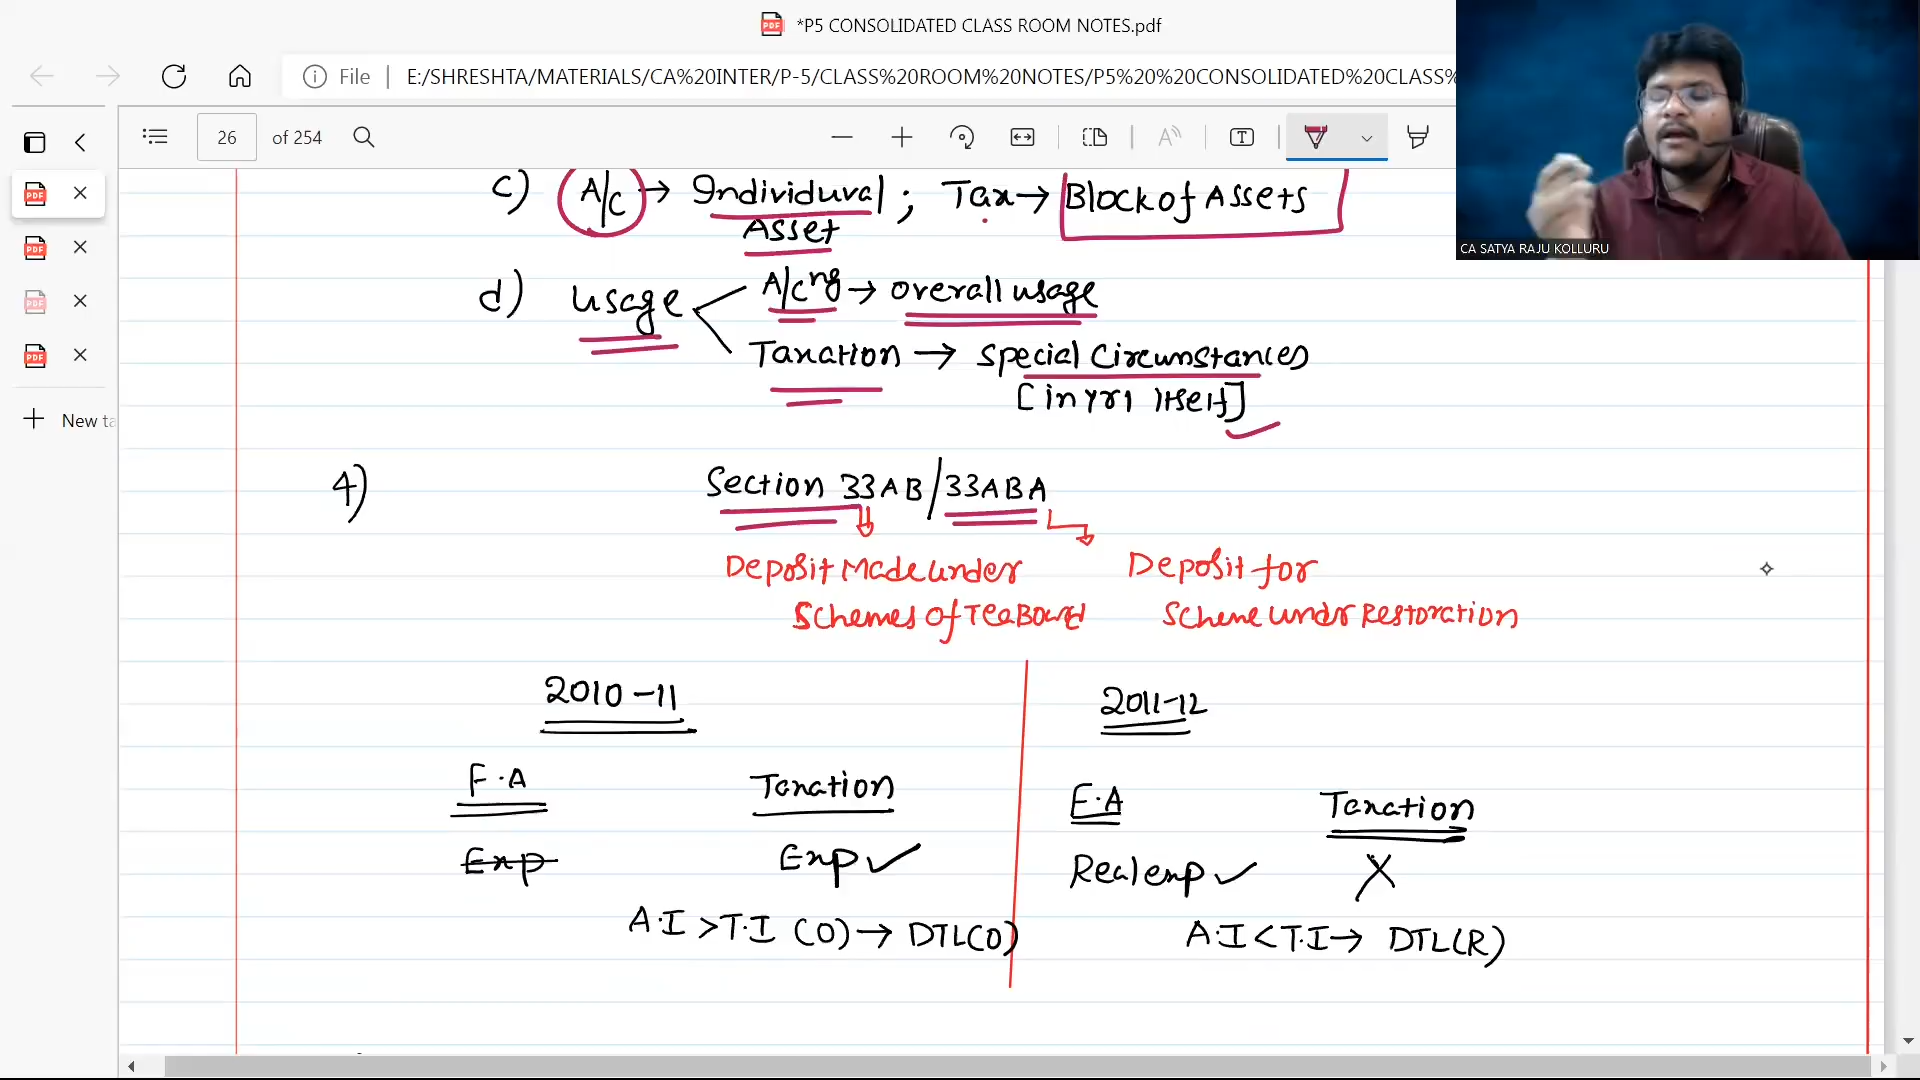 *P5 CONSOLIDATED CLASS ROOM NOTES.pdf
File | E:/SHRESHTA/MATERIALS/CA%20INTER/P-5/CLASS%20ROOM%20NOTES/P5%20%20CONSOLIDATED%20CLASS%
26 of 254
CA SATYA RAJU KOLLURU
New ta
c) A/c → Individuval ; Tax → Block of Assets
Asset
d) usage
A/cng → overall usage
Taxation → special Circumstances
[in yr1 itself]
4) Section 33AB/33ABA
Deposit Made under Deposit for
Schemes of Tea Board Scheme under Restoration
2010-11 2011-12
F.A Taxation F.A Taxation
Exp Exp ✓ Real exp ✓ X
A.I > T.I (O) → DTL(O) A.I < T.I → DTL(R)